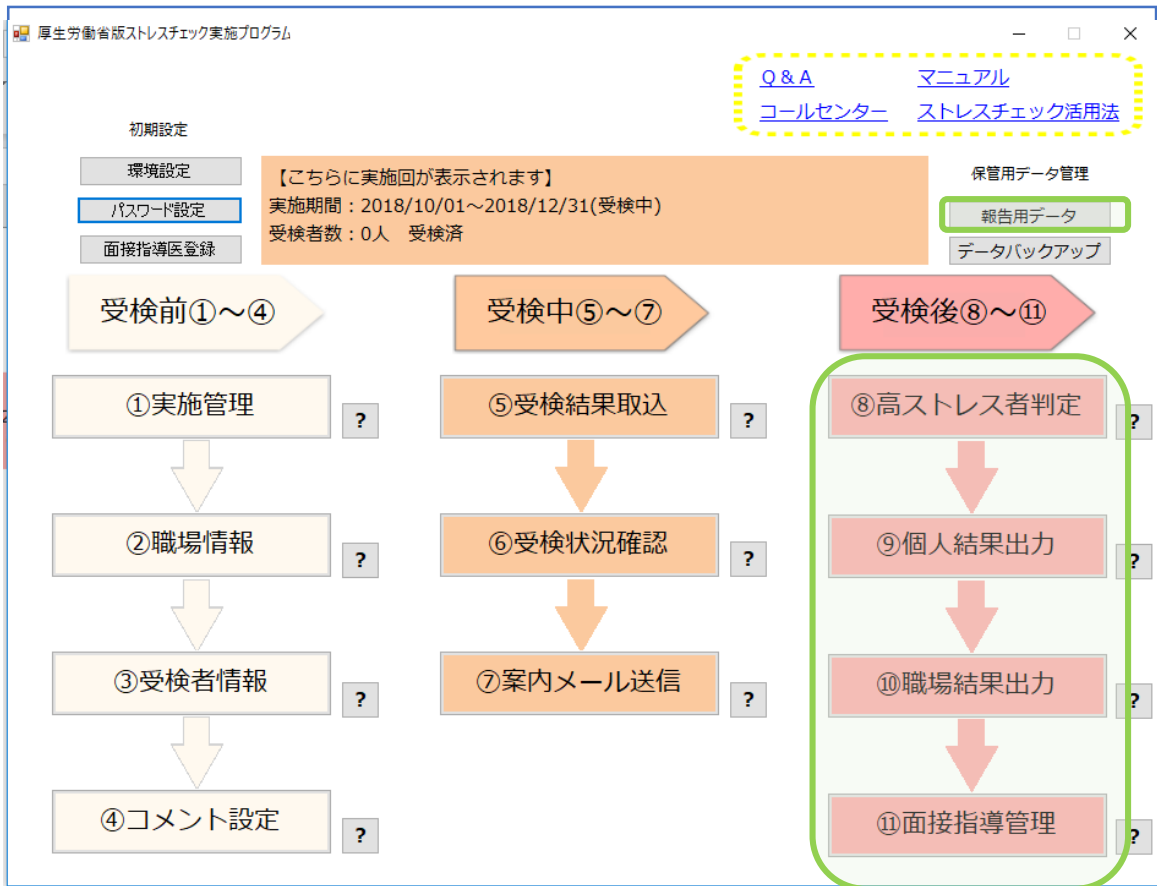 厚生労働省版ストレスチェック実施プログラム
Q & A
マニュアル
コールセンター
ストレスチェック活用法
初期設定
環境設定
パスワード設定
面接指導医登録
【こちらに実施回が表示されます】
実施期間：2018/10/01～2018/12/31(受検中)
受検者数：0人　受検済
保管用データ管理
報告用データ
データバックアップ
受検前①～④
受検中⑤～⑦
受検後⑧～⑪
①実施管理
?
⑤受検結果取込
?
⑧高ストレス者判定
?
②職場情報
?
⑥受検状況確認
?
⑨個人結果出力
?
③受検者情報
?
⑦案内メール送信
?
⑩職場結果出力
?
④コメント設定
?
⑪面接指導管理
?